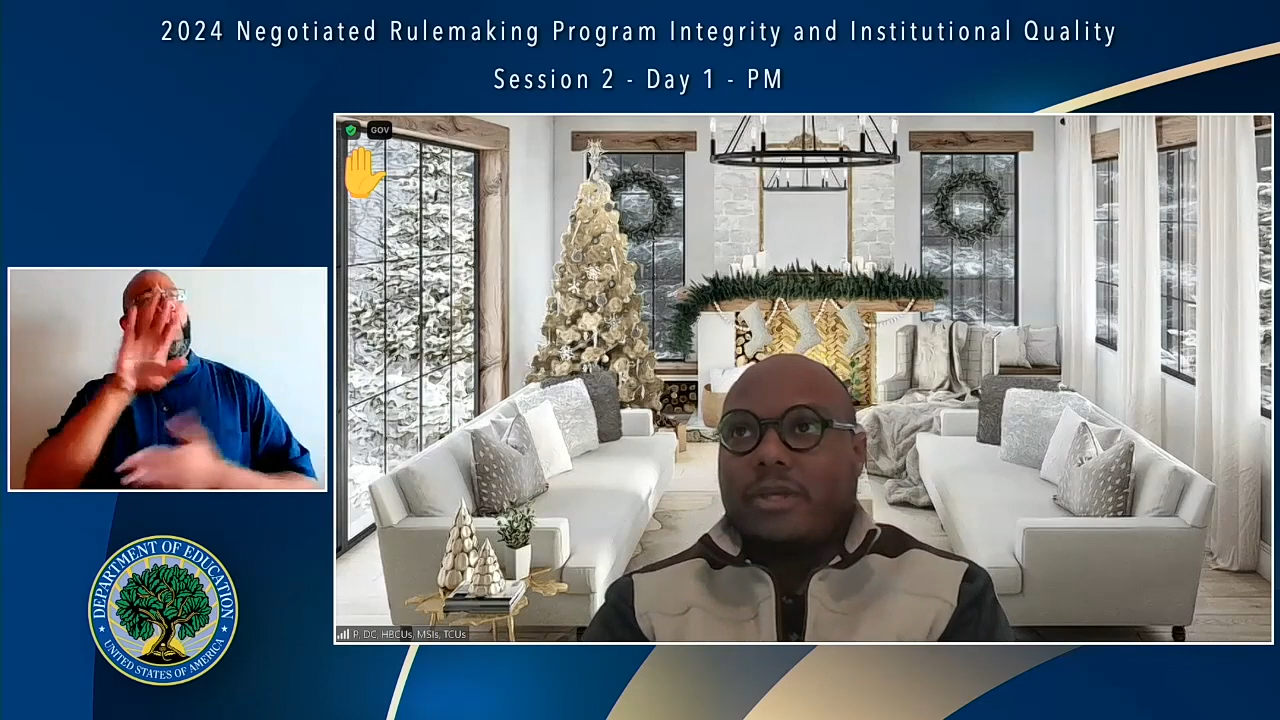 2024 Negotiated Rulemaking Program Integrity and Institutional Quality
Session 2 - Day 1 - PM
GOV
P, DC, HBCUs, MSIs, TCUs
DEPARTMENT OF EDUCATION
UNITED STATES OF AMERICA